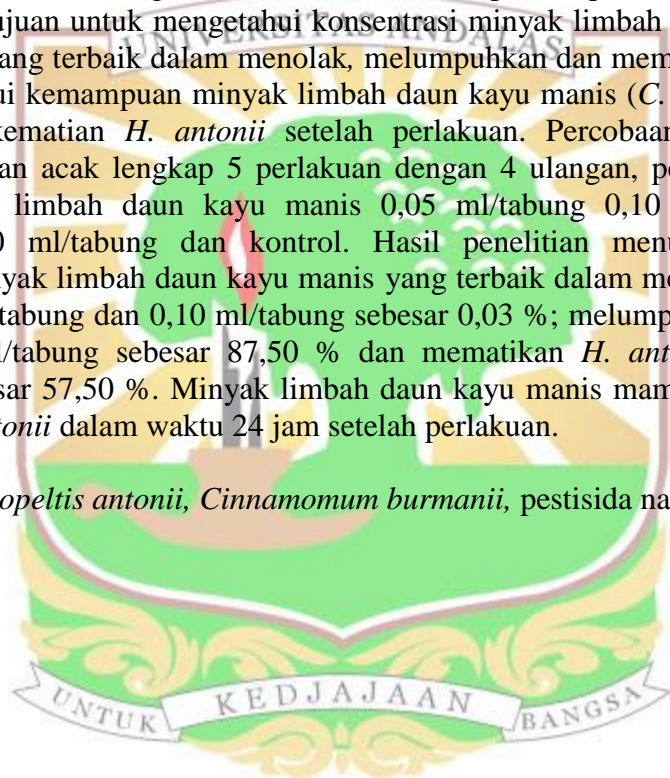 ujuan untuk mengetahui konsentrasi minyak limbah
UNIVERSITAS ANDALAS
ang terbaik dalam menolak, melumpuhkan dan mem
ui kemampuan minyak limbah daun kayu manis (C.
kematian H. antonii setelah perlakuan. Percobaan
an acak lengkap 5 perlakuan dengan 4 ulangan, pe
limbah daun kayu manis 0,05 ml/tabung 0,10
0 ml/tabung dan kontrol. Hasil penelitian menu
nyak limbah daun kayu manis yang terbaik dalam me
/tabung dan 0,10 ml/tabung sebesar 0,03 %; melump
l/tabung sebesar 87,50 % dan mematikan H. ant
sar 57,50 %. Minyak limbah daun kayu manis mam
tonii dalam waktu 24 jam setelah perlakuan.
opeltis antonii, Cinnamomum burmanii, pestisida na
UNTUK KEDJAJAAN BANGSA